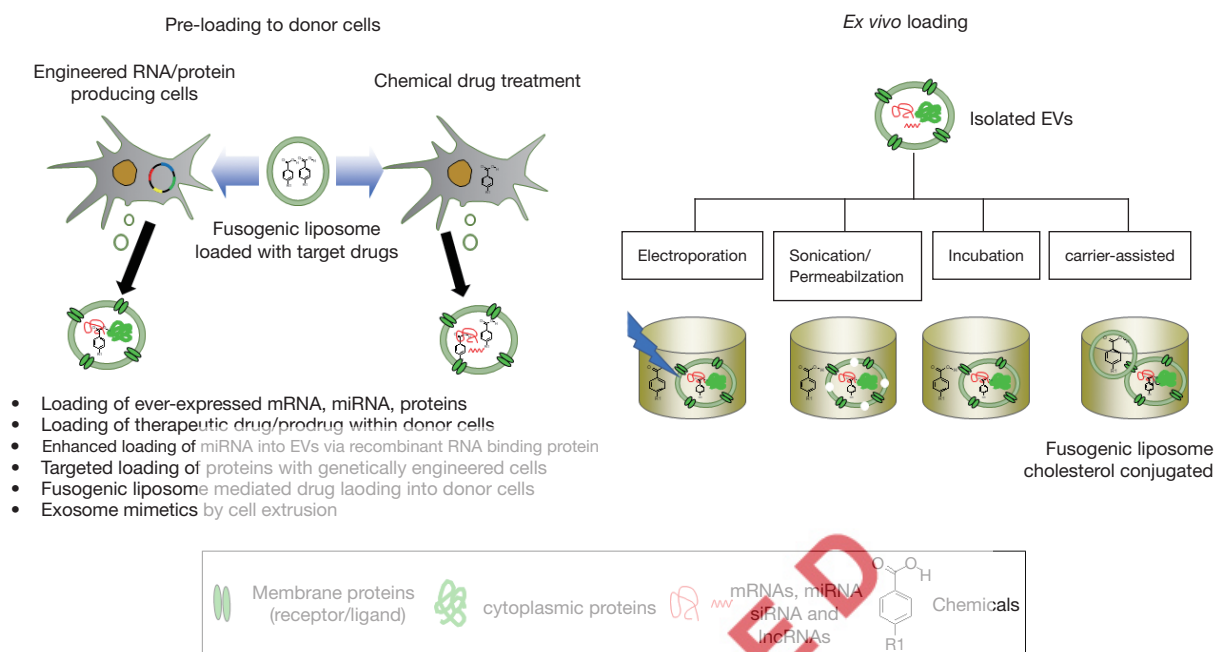 Pre-loading to donor cells
Engineered RNA/protein
producing cells
Chemical drug treatment
Fusogenic liposome
loaded with target drugs
• Loading of ever-expressed mRNA, miRNA, proteins
• Loading of therapeutic drug/prodrug within donor cells
• Enhanced loading of miRNA into EVs via recombinant RNA binding protein
• Targeted loading of proteins with genetically engineered cells
• Fusogenic liposome mediated drug laoding into donor cells
• Exosome mimetics by cell extrusion
Ex vivo loading
Isolated EVs
Electroporation
Sonication/
Permeabilzation
Incubation
carrier-assisted
Fusogenic liposome
cholesterol conjugated
Membrane proteins
(receptor/ligand)
cytoplasmic proteins
mRNAs, miRNA
siRNA and
lncRNAs
O
O
H
R1
Chemicals
E D